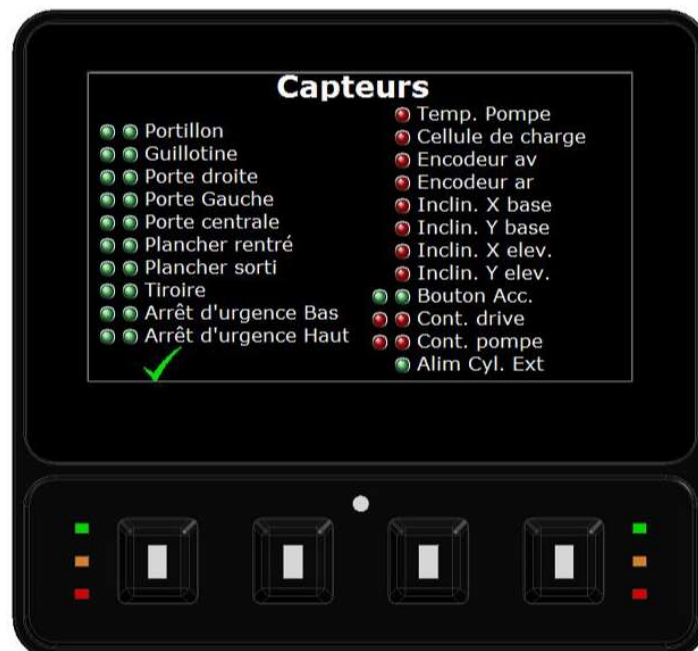 Capteurs
Portillon
Guillotine
Porte droite
Porte Gauche
Porte centrale
Plancher rentré
Plancher sorti
Tiroire
Arrêt d'urgence Bas
Arrêt d'urgence Haut
Temp. Pompe
Cellule de charge
Encodeur av
Encodeur ar
Inclin. X base
Inclin. Y base
Inclin. X elev.
Inclin. Y elev.
Bouton Acc.
Cont. drive
Cont. pompe
Alim Cyl. Ext